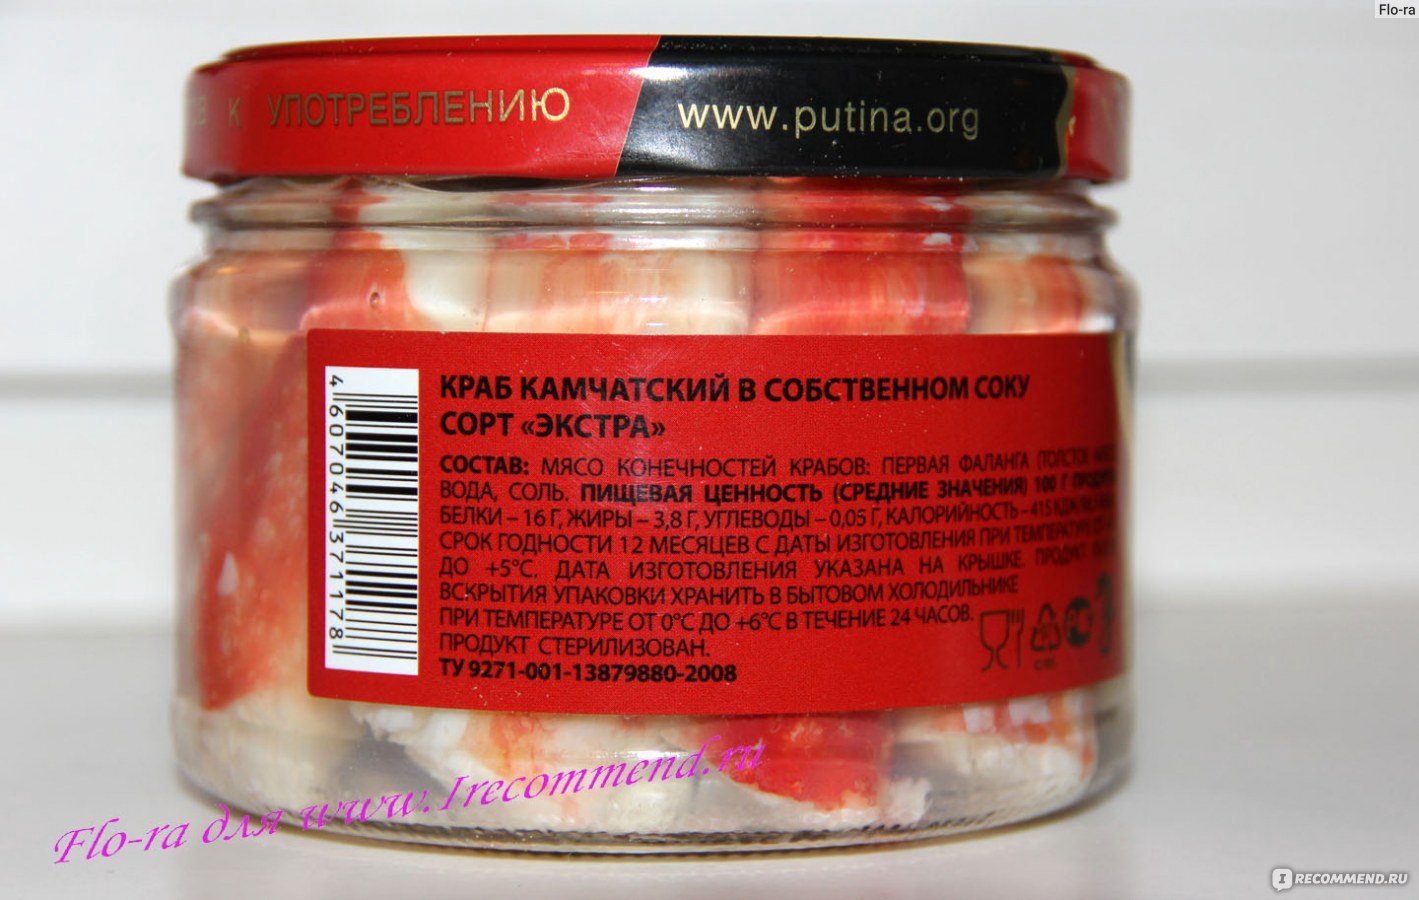 Flo-ra
К УПОТРЕБЛЕНИЮ
www.putina.org
КРАБ КАМЧАТСКИЙ В СОБСТВЕННОМ СОКУ
СОРТ «ЭКСТРА»
СОСТАВ: МЯСО КОНЕЧНОСТЕЙ КРАБОВ: ПЕРВАЯ ФАЛАНГА (ТОЛСТОЕ
ВОДА, СОЛЬ. ПИЩЕВАЯ ЦЕННОСТЬ (СРЕДНИЕ ЗНАЧЕНИЯ) 100 Г
БЕЛКИ – 16 Г, ЖИРЫ – 3,8 Г, УГЛЕВОДЫ – 0,05 Г, КАЛОРИЙНОСТЬ –
СРОК ГОДНОСТИ 12 МЕСЯЦЕВ С ДАТЫ ИЗГОТОВЛЕНИЯ ПРИ ТЕМПЕРАТУРЕ
ДО +5°С. ДАТА ИЗГОТОВЛЕНИЯ УКАЗАНА НА КРЫШКЕ. ПРОДУКТ
ВСКРЫТИЯ УПАКОВКИ ХРАНИТЬ В БЫТОВОМ ХОЛОДИЛЬНИКЕ
ПРИ ТЕМПЕРАТУРЕ ОТ 0°С ДО +6°С В ТЕЧЕНИЕ 24 ЧАСОВ.
ПРОДУКТ СТЕРИЛИЗОВАН.
ТУ 9271-001-13879880-2008
4 607046 371178
Flo-ra для www.Irecommend.ru
IRECOMMEND.RU